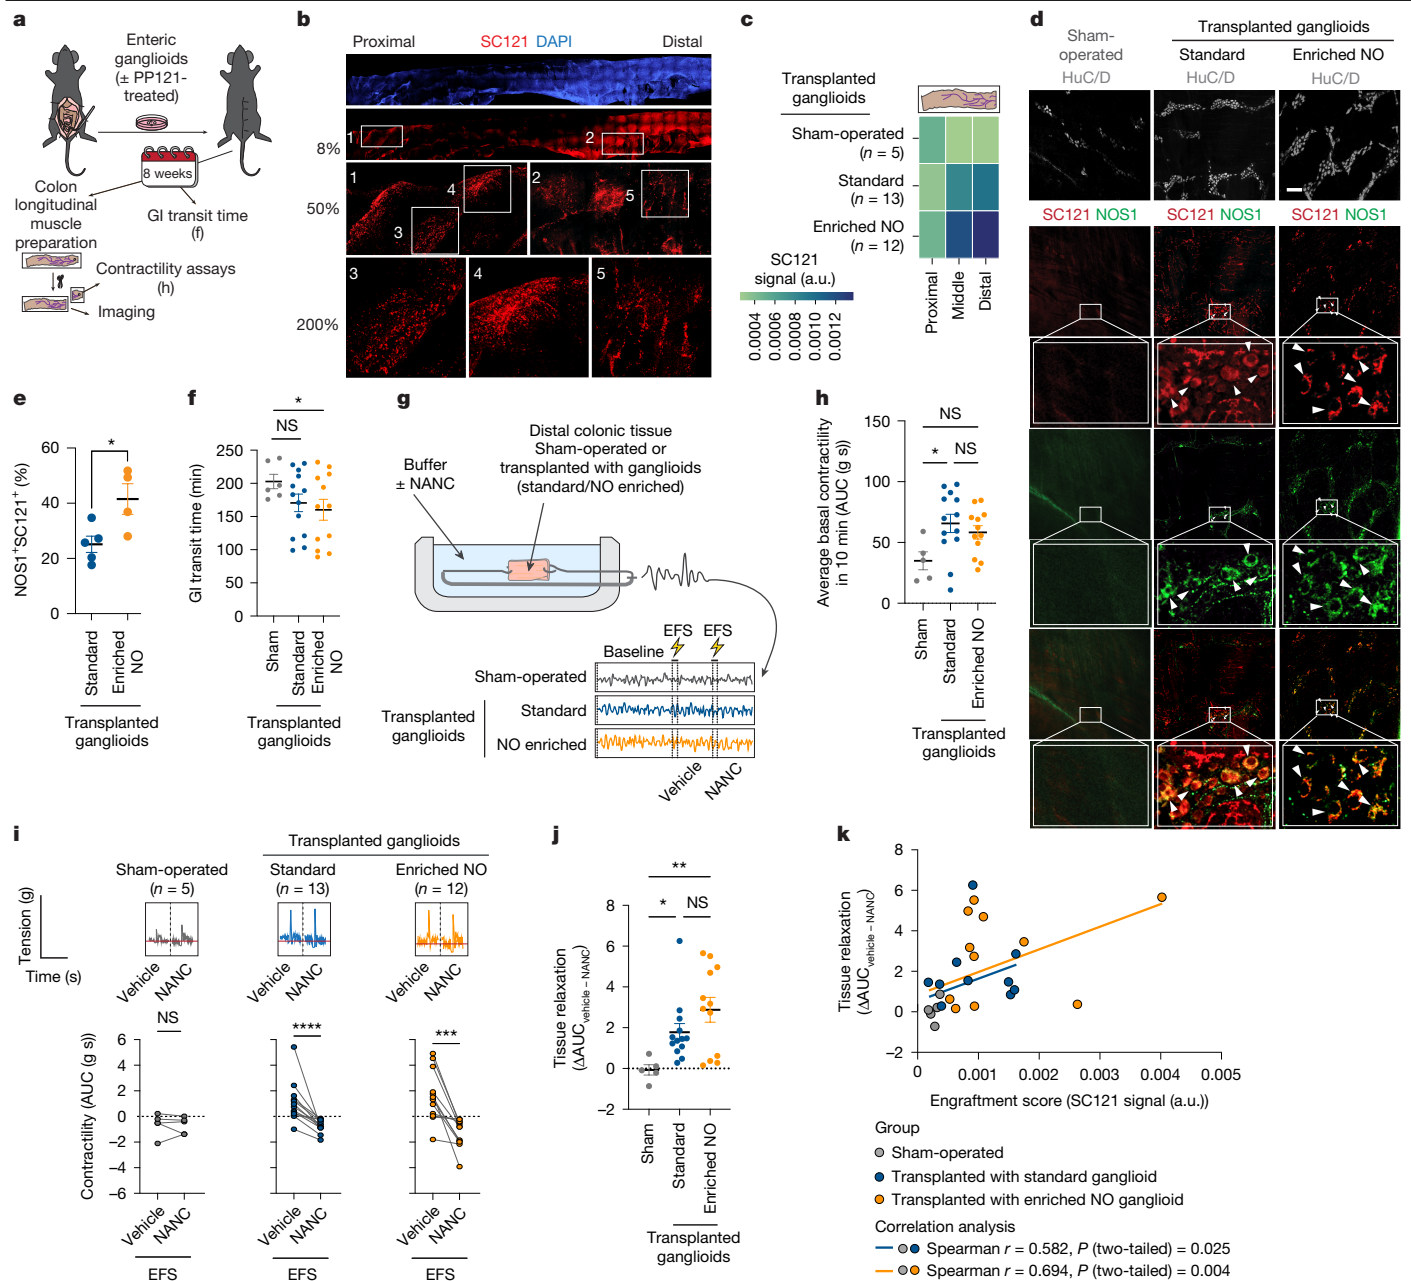 a
Enteric
ganglioids
(± PP121-
treated)
8 weeks
Colon
longitudinal
muscle
preparation
GI transit time
(f)
Contractility assays
(h)
Imaging
b
Proximal SC121 DAPI Distal
8%
1 2
50%
1 4 3 2 5
200%
3 4 5
c
Transplanted
ganglioids
Sham-operated
(n = 5)
Standard
(n = 13)
Enriched NO
(n = 12)
SC121
signal (a.u.)
0.0004
0.0006
0.0008
0.0010
0.0012
Proximal
Middle
Distal
d
Sham-
operated
HuC/D
Transplanted ganglioids
Standard Enriched NO
HuC/D HuC/D
SC121 NOS1 SC121 NOS1 SC121 NOS1
e
NOS1+SC121+ (%)
60
40
20
0
*
Standard
Enriched
NO
Transplanted
ganglioids
f
GI transit time (min)
250
200
150
100
50
0
*
NS
Sham
Standard
Enriched
NO
Transplanted
ganglioids
g
Buffer
± NANC
Distal colonic tissue
Sham-operated or
transplanted with ganglioids
(standard/NO enriched)
EFS EFS
Baseline
Sham-operated
Transplanted
ganglioids
Standard
NO enriched
Vehicle
NANC
h
Average basal contractility
in 10 min (AUC (g s))
150
100
50
0
NS
* NS
Sham
Standard
Enriched NO
Transplanted
ganglioids
i
Transplanted ganglioids
Sham-operated
(n = 5)
Standard
(n = 13)
Enriched NO
(n = 12)
Tension (g)
Time (s)
Vehicle
NANC
Vehicle
NANC
Vehicle
NANC
NS **** ***
Contractility (AUC (g s))
6
4
2
0
−2
−4
−6
Vehicle
NANC
Vehicle
NANC
Vehicle
NANC
EFS EFS EFS
j
Tissue relaxation
(ΔAUCvehicle − NANC)
8
6
4
2
0
−2
**
* NS
Sham
Standard
Enriched NO
Transplanted
ganglioids
k
Tissue relaxation
(ΔAUCvehicle − NANC)
8
6
4
2
0
−2
0 0.001 0.002 0.003 0.004 0.005
Engraftment score (SC121 signal (a.u.))
Group
Sham-operated
Transplanted with standard ganglioid
Transplanted with enriched NO ganglioid
Correlation analysis
Spearman r = 0.582, P (two-tailed) = 0.025
Spearman r = 0.694, P (two-tailed) = 0.004